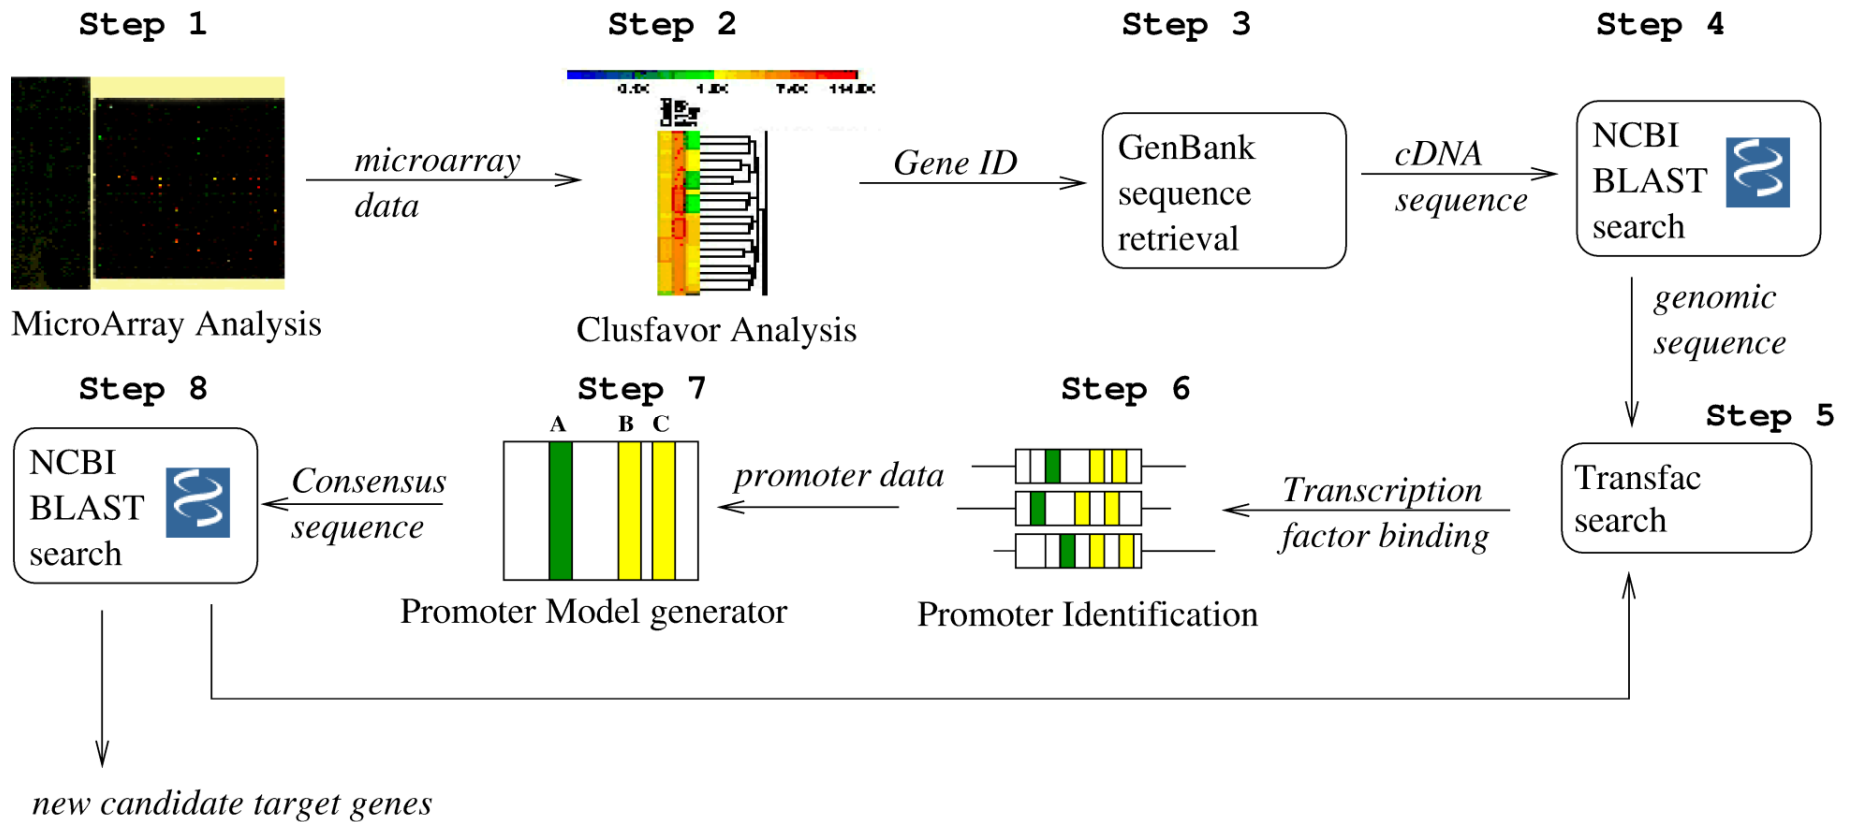 Step 1
Step 2
Step 3
Step 4
microarray
data
Gene ID
GenBank
sequence
retrieval
cDNA
sequence
NCBI
BLAST
search
MicroArray Analysis
Clusfavor Analysis
genomic
sequence
Step 8
Step 7
Step 6
Step 5
NCBI
BLAST
search
Consensus
sequence
A B C
promoter data
Transcription
factor binding
Transfac
search
Promoter Model generator
Promoter Identification
new candidate target genes